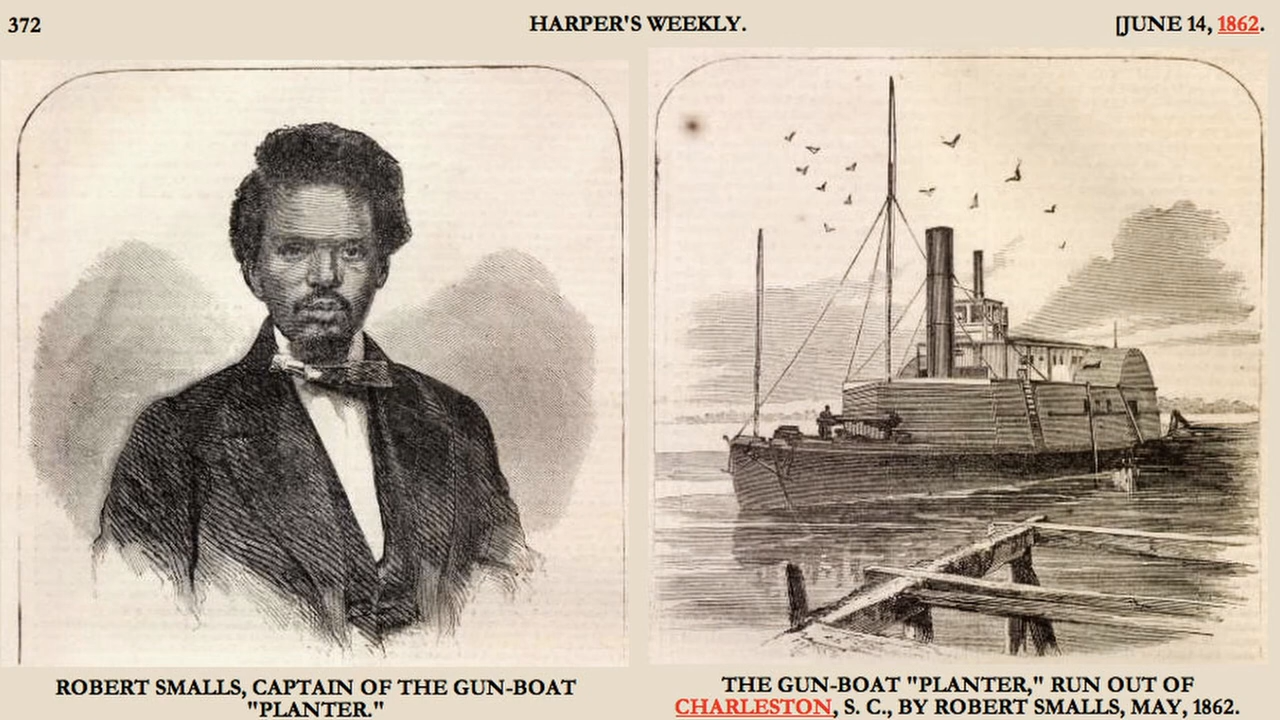 372
HARPER'S WEEKLY.
[JUNE 14, 1862.
ROBERT SMALLS, CAPTAIN OF THE GUN-BOAT
"PLANTER."
THE GUN-BOAT "PLANTER," RUN OUT OF
CHARLESTON, S. C., BY ROBERT SMALLS, MAY, 1862.